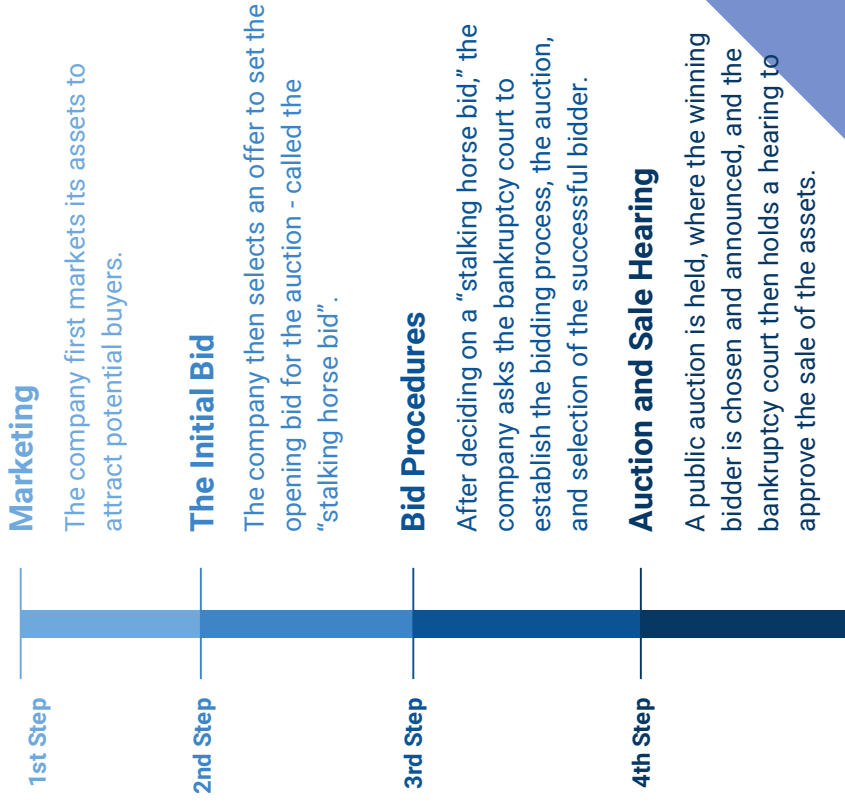 1st Step
Marketing
The company first markets its assets to
attract potential buyers.
2nd Step
The Initial Bid
The company then selects an offer to set the
opening bid for the auction - called the
“stalking horse bid”.
3rd Step
Bid Procedures
After deciding on a “stalking horse bid,” the
company asks the bankruptcy court to
establish the bidding process, the auction,
and selection of the successful bidder.
4th Step
Auction and Sale Hearing
A public auction is held, where the winning
bidder is chosen and announced, and the
bankruptcy court then holds a hearing to
approve the sale of the assets.